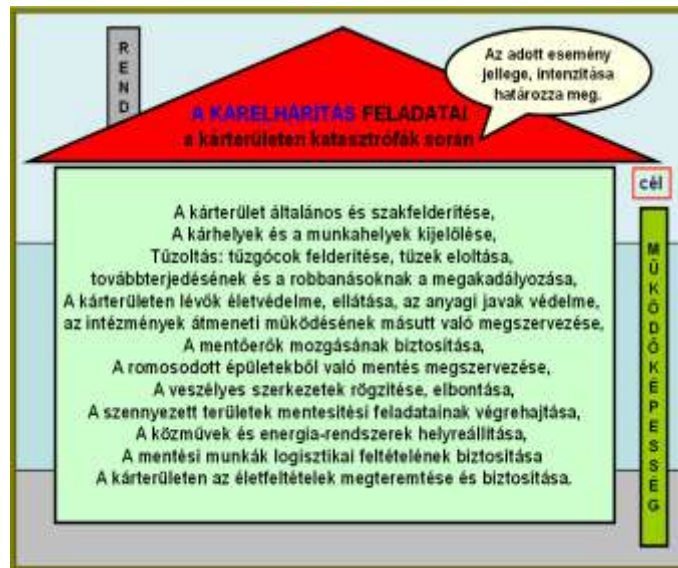 REND
Az adott esemény
jellege, intenzitása
határozza meg.
A KÁRELHÁRÍTÁS FELADATAI
a kárterületen katasztrófák során
cél
A kárterület általános és szakfelderítése,
A kárhelyek és a munkahelyek kijelölése,
Tűzoltás: tűzgócok felderítése, tüzek eloltása,
továbbterjedésének és a robbanásoknak a megakadályozása,
A kárterületen lévők életvédelme, ellátása, az anyagi javak védelme,
az intézmények átmeneti működésének másutt való megszervezése,
A mentőerők mozgásának biztosítása,
A romosodott épületekből való mentés megszervezése,
A veszélyes szerkezetek rögzítése, elbontása,
A szennyezett területek mentesítési feladatainak végrehajtása,
A közművek és energia-rendszerek helyreállítása,
A mentési munkák logisztikai feltételének biztosítása
A kárterületen az életfeltételek megteremtése és biztosítása.
MŰKÖDŐKÉPESSÉG